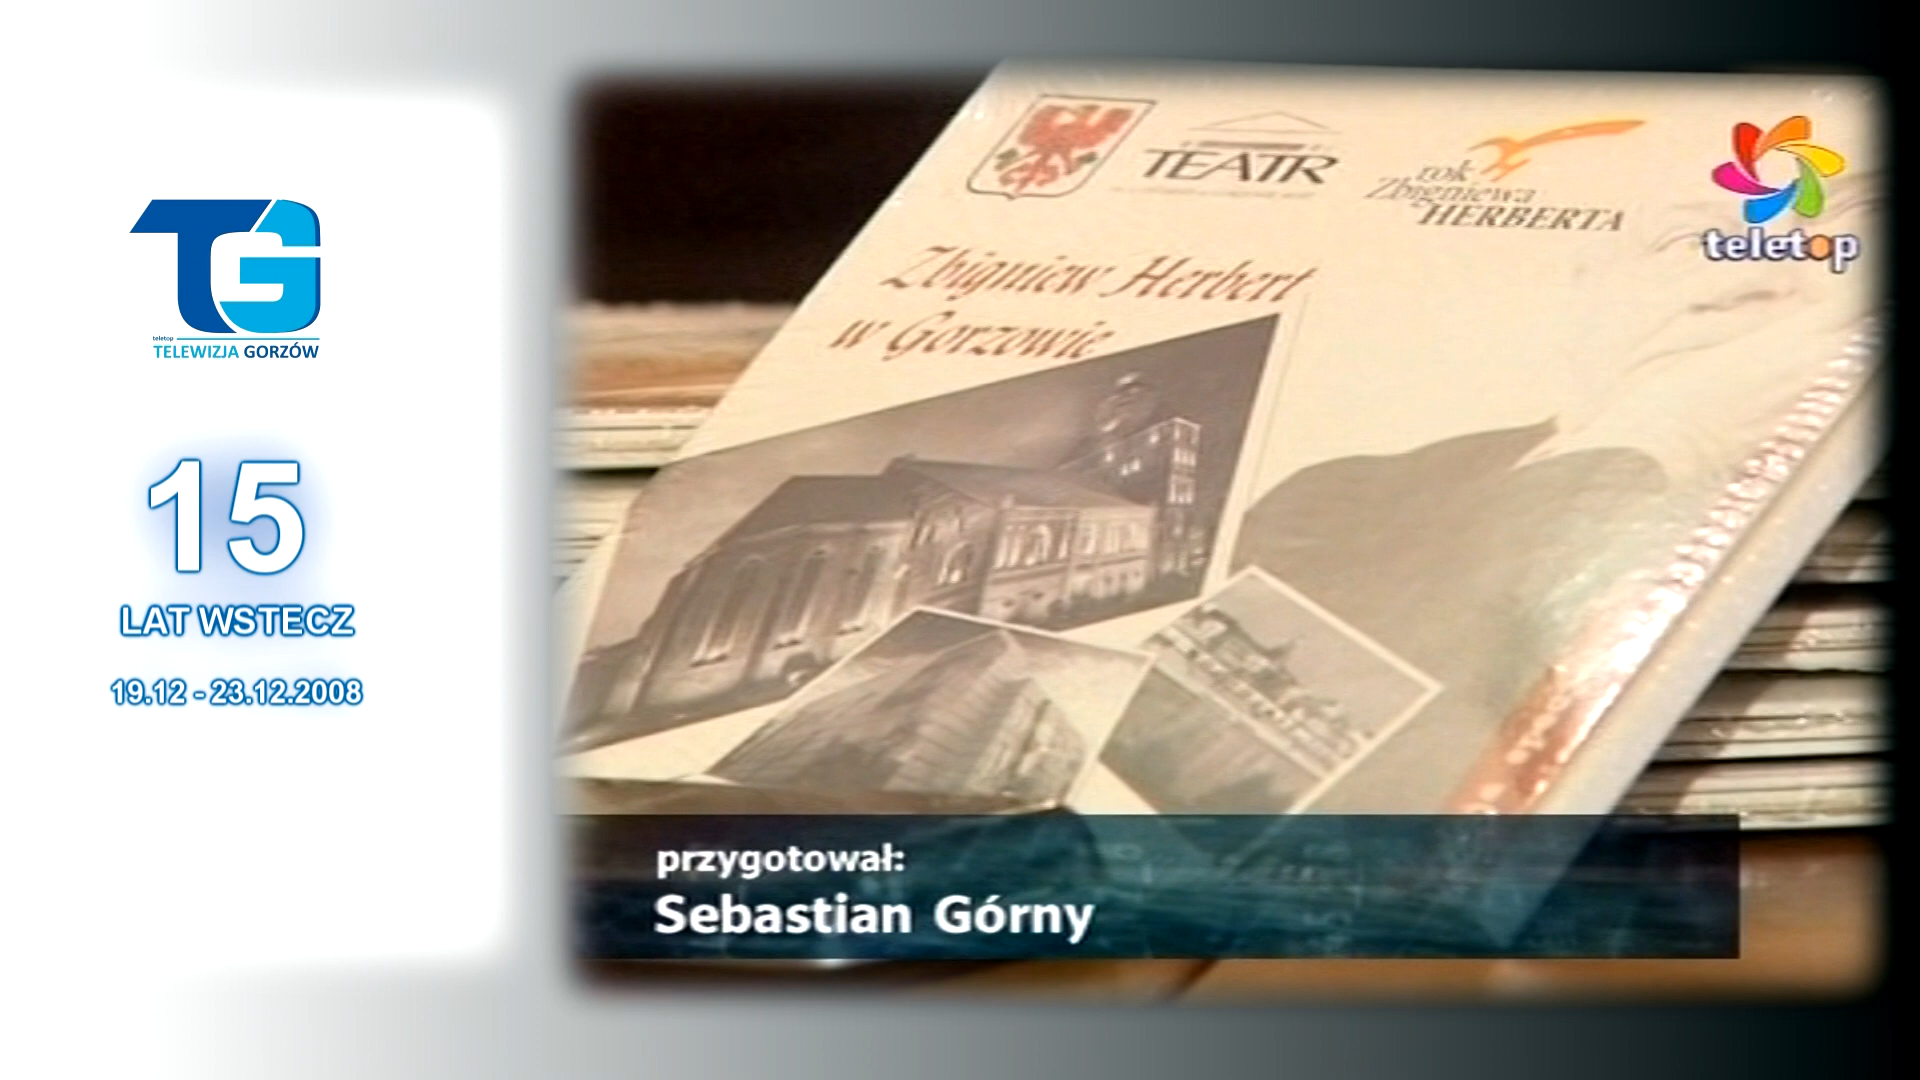 TG
teletop
TELEWIZJA GORZÓW
15
LAT WSTECZ
19.12 - 23.12.2008
TEATR
rok
Zbigniewa
HERBERTA
teletop
Zbigniew Herbert
w Gorzowie
przygotował:
Sebastian Górny